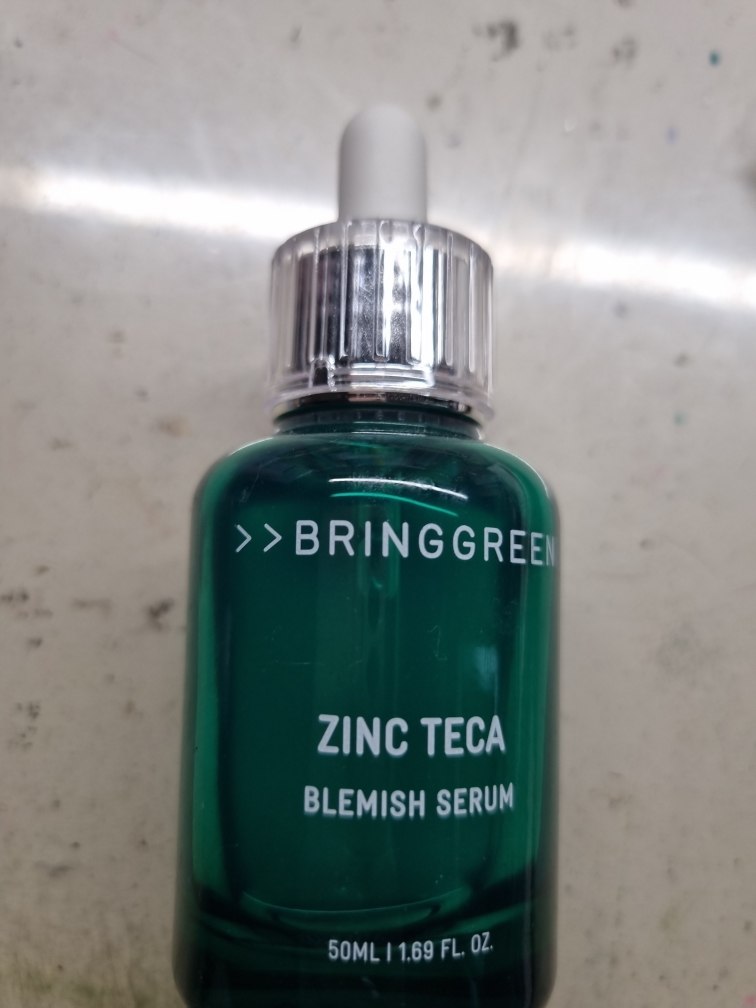 >>BRINGGREEN
ZINC TECA
BLEMISH SERUM
50ML | 1.69 FL. OZ.